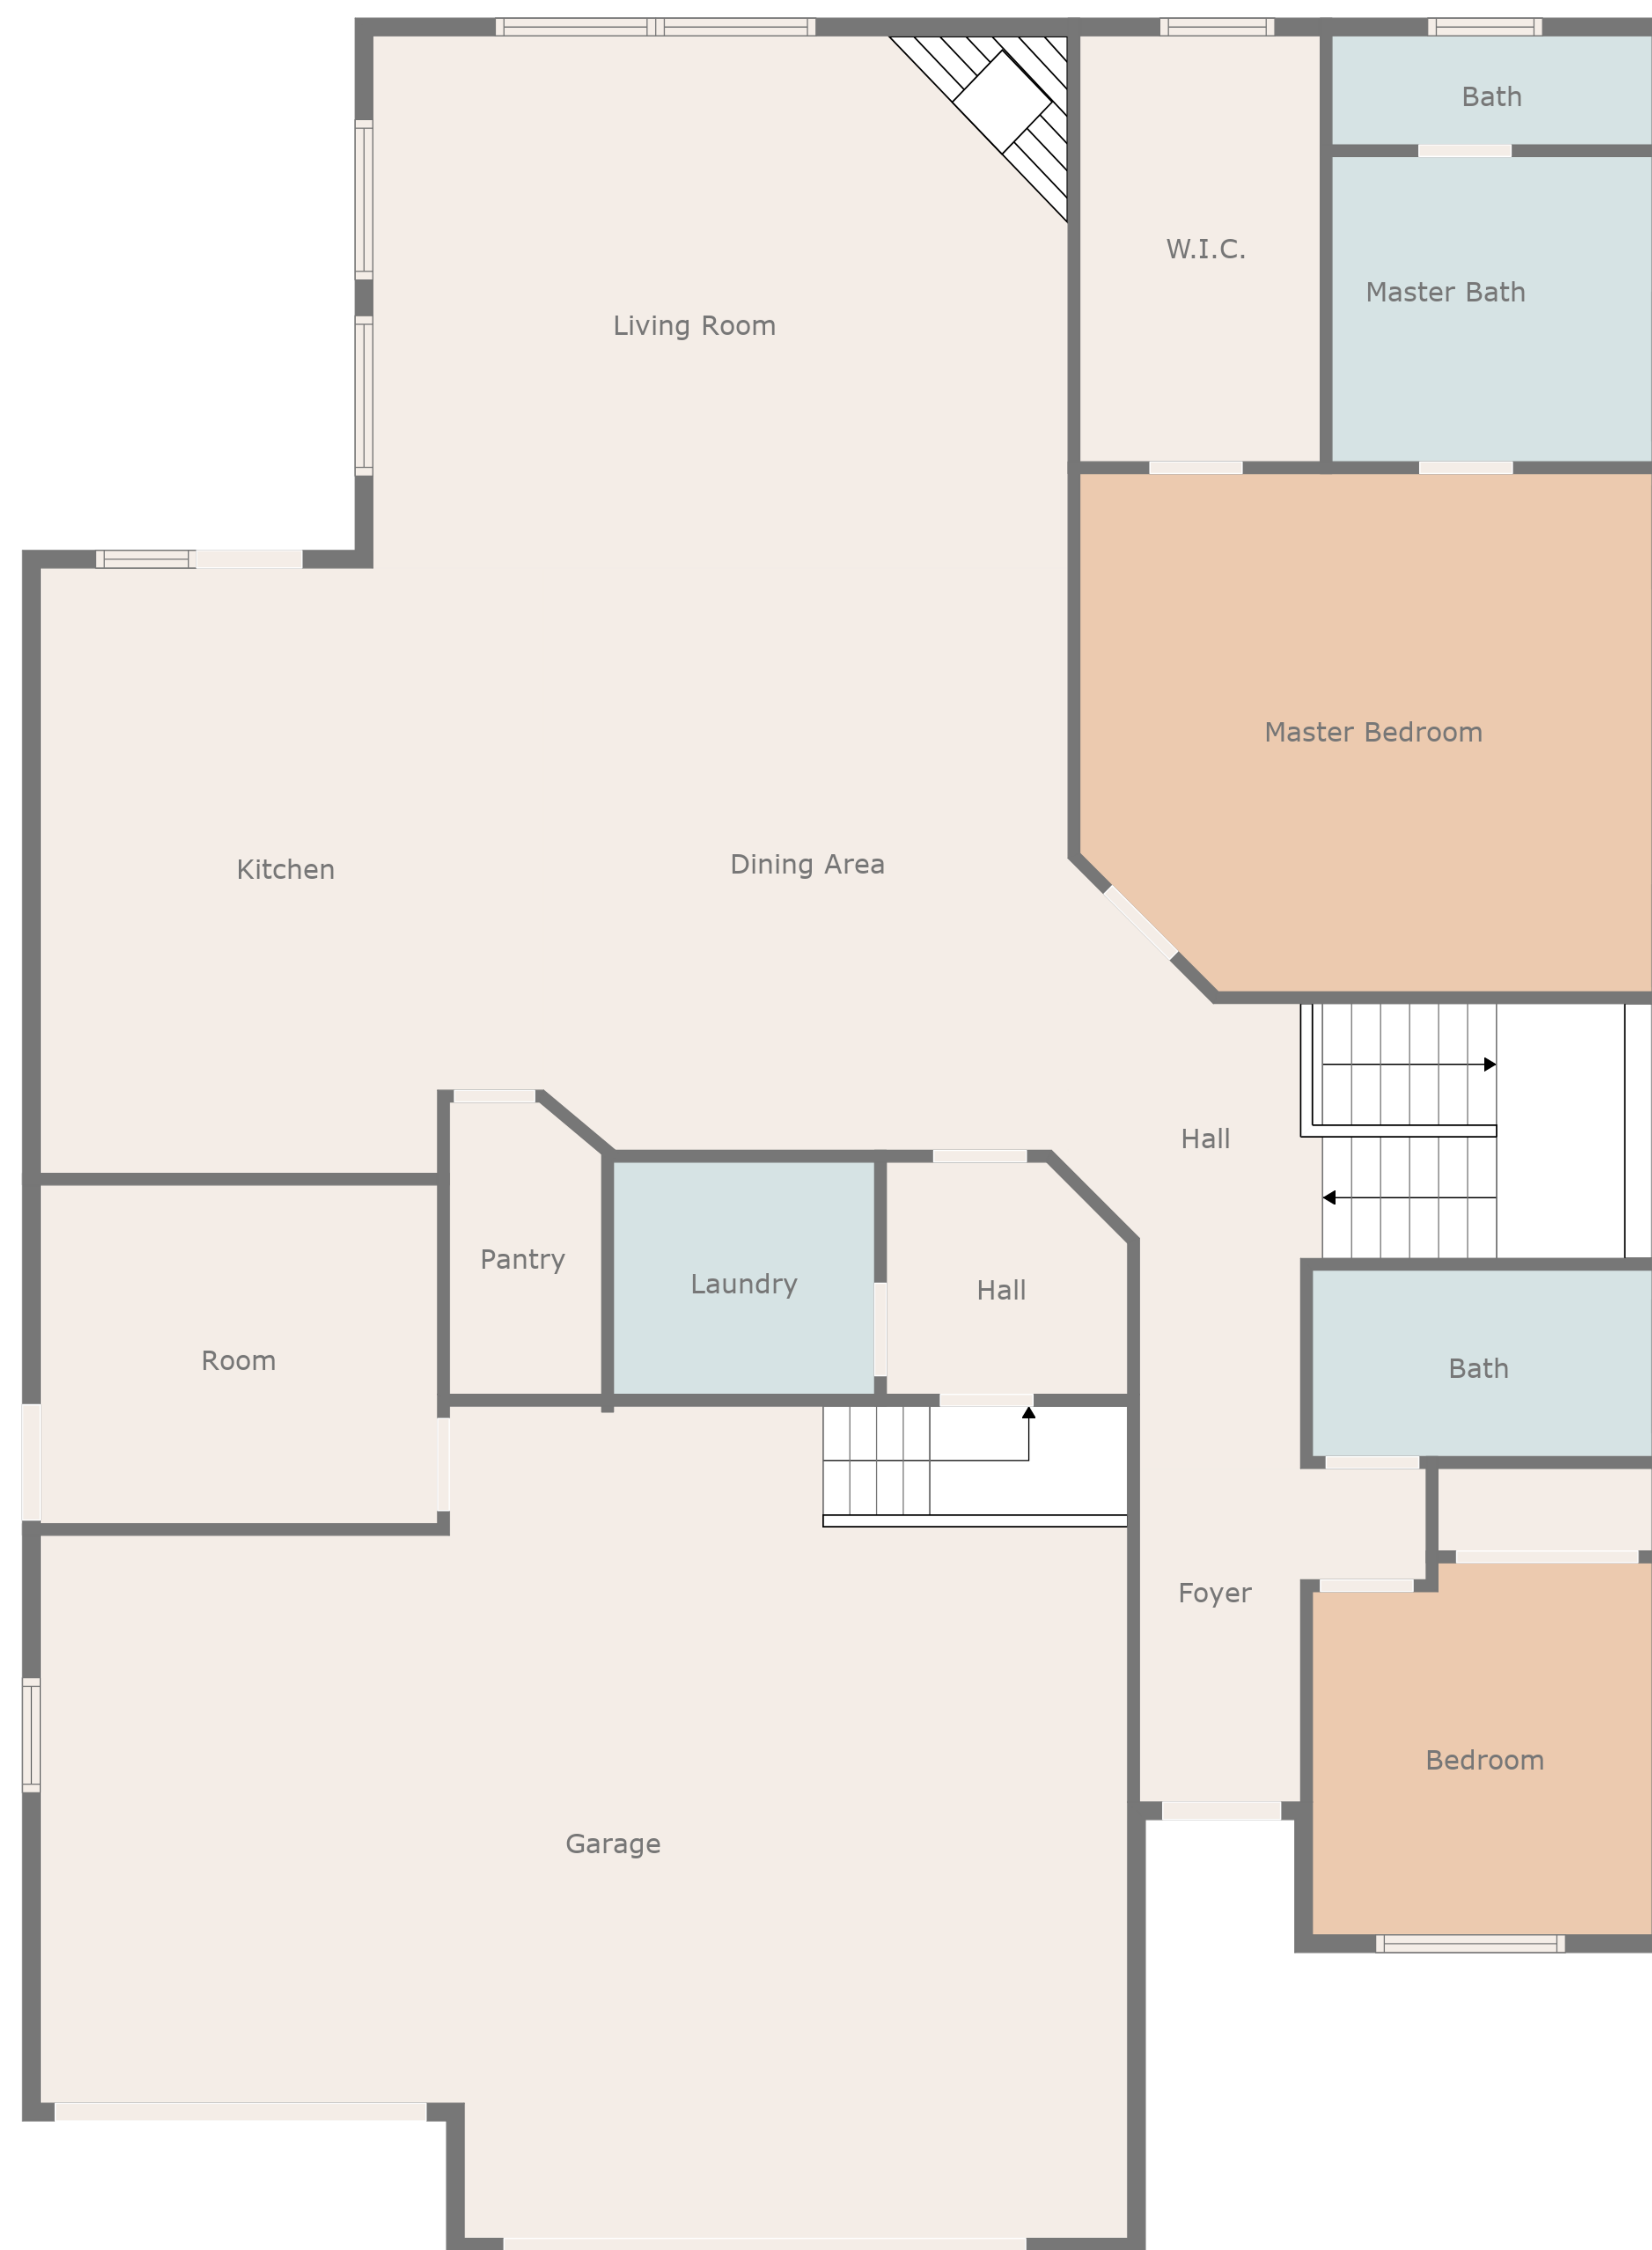 Bath
W.I.C.
Master Bath
Living Room
Master Bedroom
Kitchen
Dining Area
Hall
Pantry
Laundry
Hall
Room
Bath
Foyer
Bedroom
Garage